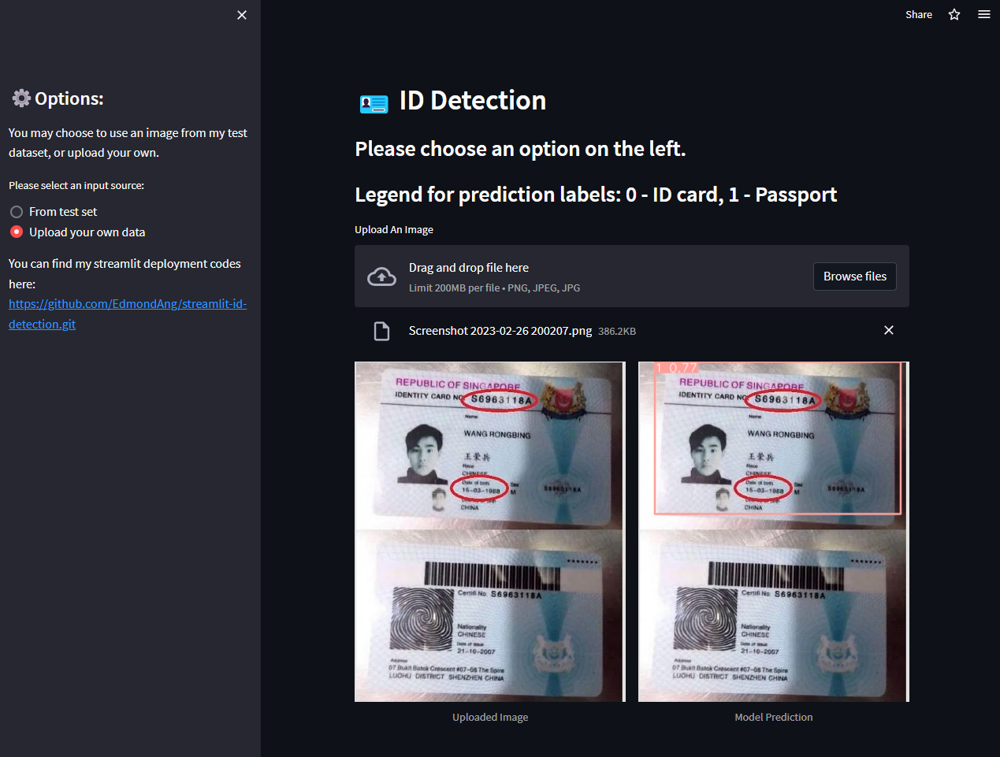 Share
Options:
You may choose to use an image from my test
dataset, or upload your own.
Please select an input source:
From test set
Upload your own data
You can find my streamlit deployment codes
here:
https://github.com/EdmondAng/streamlit-id-
detection.git
ID Detection
Please choose an option on the left.
Legend for prediction labels: 0 - ID card, 1 - Passport
Upload An Image
Drag and drop file here
Limit 200MB per file • PNG, JPEG, JPG
Browse files
Screenshot 2023-02-26 200207.png 386.2KB
REPUBLIC OF SINGAPORE
IDENTITY CARD NO S6963118A
Name
WANG RONGBING
王荣兵
Race
CHINESE
Date of birth Sex
15-03-1988 M
S6963118A
CHINA
Certifi No. S6963118A
Nationality
CHINESE
Date of issue
21-10-2007
Address
07 Bukit Batok Crescent #07-08 The Spire
LUOHU DISTRICT SHENZHEN CHINA
Uploaded Image
1 0.77
REPUBLIC OF SINGAPORE
IDENTITY CARD NO S6963118A
Name
WANG RONGBING
王荣兵
Race
CHINESE
Date of birth Sex
15-03-1988 M
S6963118A
CHINA
Certifi No. S6963118A
Nationality
CHINESE
Date of issue
21-10-2007
Address
07 Bukit Batok Crescent #07-08 The Spire
LUOHU DISTRICT SHENZHEN CHINA
Model Prediction